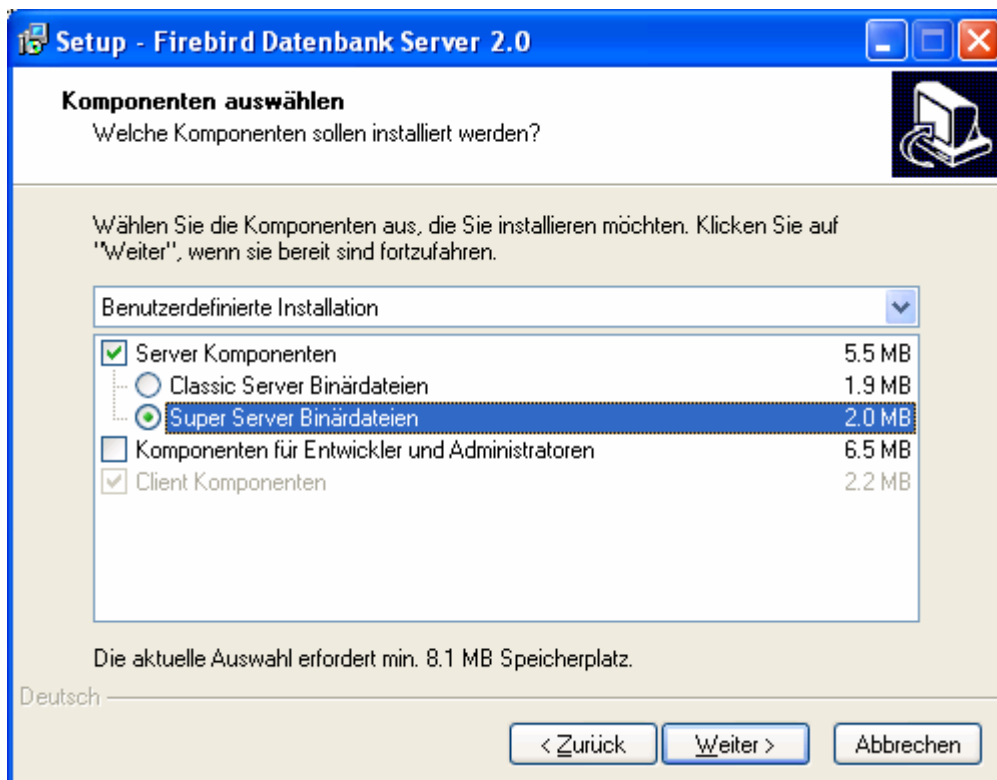 Setup - Firebird Datenbank Server 2.0
Komponenten auswählen
Welche Komponenten sollen installiert werden?
Wählen Sie die Komponenten aus, die Sie installieren möchten. Klicken Sie auf
"Weiter", wenn sie bereit sind fortzufahren.
Benutzerdefinierte Installation
Server Komponenten 5.5 MB
Classic Server Binärdateien 1.9 MB
Super Server Binärdateien 2.0 MB
Komponenten für Entwickler und Administratoren 6.5 MB
Client Komponenten 2.2 MB
Die aktuelle Auswahl erfordert min. 8.1 MB Speicherplatz.
Deutsch
< Zurück Weiter > Abbrechen